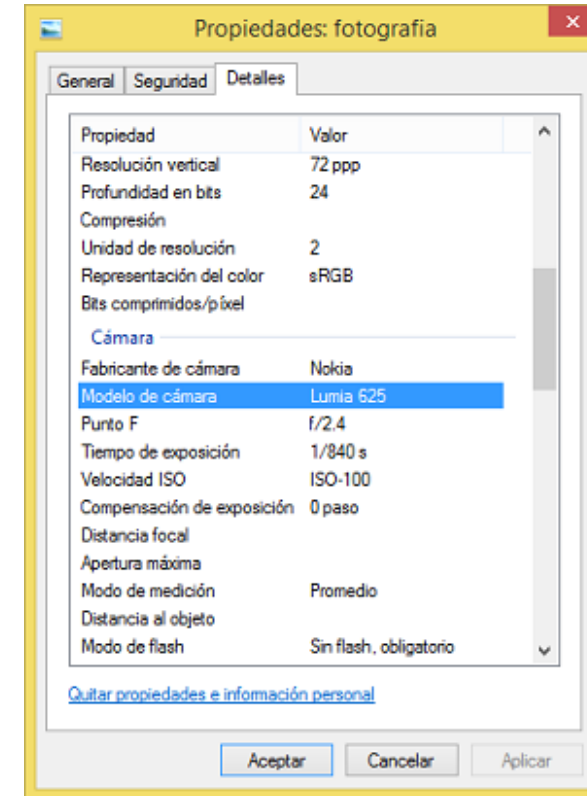 Propiedades: fotografia
General Seguridad Detalles
Propiedad Valor
Resolución vertical 72 ppp
Profundidad en bits 24
Compresión
Unidad de resolución 2
Representación del color sRGB
Bits comprimidos/píxel
Cámara
Fabricante de cámara Nokia
Modelo de cámara Lumia 625
Punto F f/2.4
Tiempo de exposición 1/840 s
Velocidad ISO ISO-100
Compensación de exposición 0 paso
Distancia focal
Apertura máxima
Modo de medición Promedio
Distancia al objeto
Modo de flash Sin flash, obligatorio
Quitar propiedades e información personal
Aceptar Cancelar Aplicar